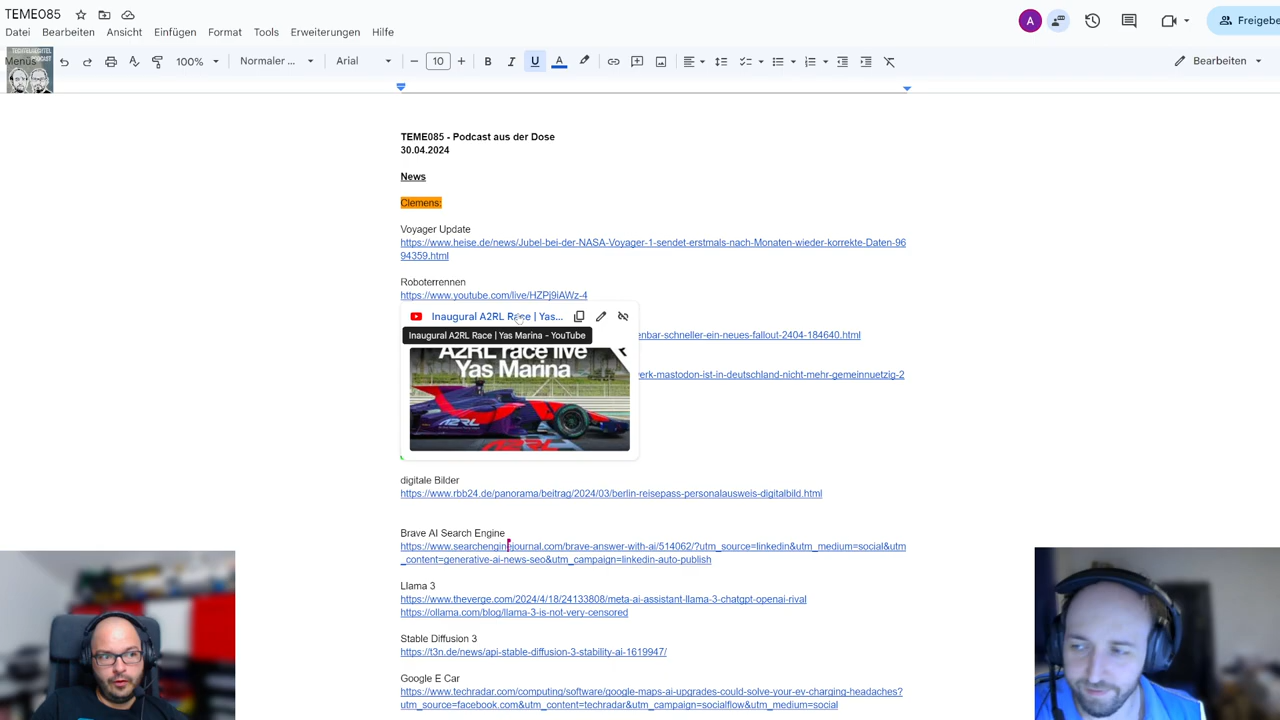 TEME085
Datei Bearbeiten Ansicht Einfügen Format Tools Erweiterungen Hilfe
A
Freigebe
TECHTELMECHTEL
PODCAST
Menüs
100%
Normaler ...
Arial
10
B I U A
Bearbeiten
TEME085 - Podcast aus der Dose
30.04.2024
News
Clemens:
Voyager Update
https://www.heise.de/news/Jubel-bei-der-NASA-Voyager-1-sendet-erstmals-nach-Monaten-wieder-korrekte-Daten-96
94359.html
Roboterrennen
https://www.youtube.com/live/HZPj9iAWz-4
Inaugural A2RL Race | Yas...
Inaugural A2RL Race | Yas Marina - YouTube
enbar-schneller-ein-neues-fallout-2404-184640.html
A2RL race live
Yas Marina
erk-mastodon-ist-in-deutschland-nicht-mehr-gemeinnuetzig-2
A2RL
A2RL
digitale Bilder
https://www.rbb24.de/panorama/beitrag/2024/03/berlin-reisepass-personalausweis-digitalbild.html
Brave AI Search Engine
https://www.searchenginejournal.com/brave-answer-with-ai/514062/?utm_source=linkedin&utm_medium=social&utm
_content=generative-ai-news-seo&utm_campaign=linkedin-auto-publish
Llama 3
https://www.theverge.com/2024/4/18/24133808/meta-ai-assistant-llama-3-chatgpt-openai-rival
https://ollama.com/blog/llama-3-is-not-very-censored
Stable Diffusion 3
https://t3n.de/news/api-stable-diffusion-3-stability-ai-1619947/
Google E Car
https://www.techradar.com/computing/software/google-maps-ai-upgrades-could-solve-your-ev-charging-headaches?
utm_source=facebook.com&utm_content=techradar&utm_campaign=socialflow&utm_medium=social